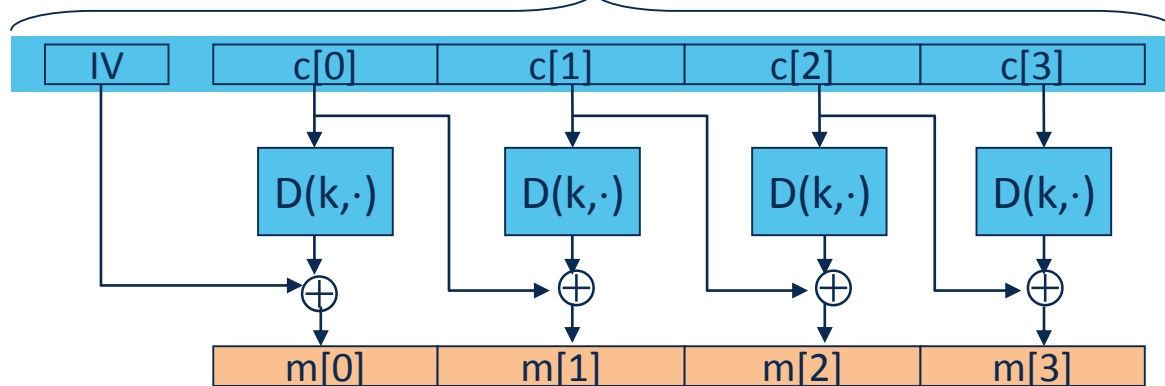 IV c[0] c[1] c[2] c[3]
D(k,·) D(k,·) D(k,·) D(k,·)
m[0] m[1] m[2] m[3]